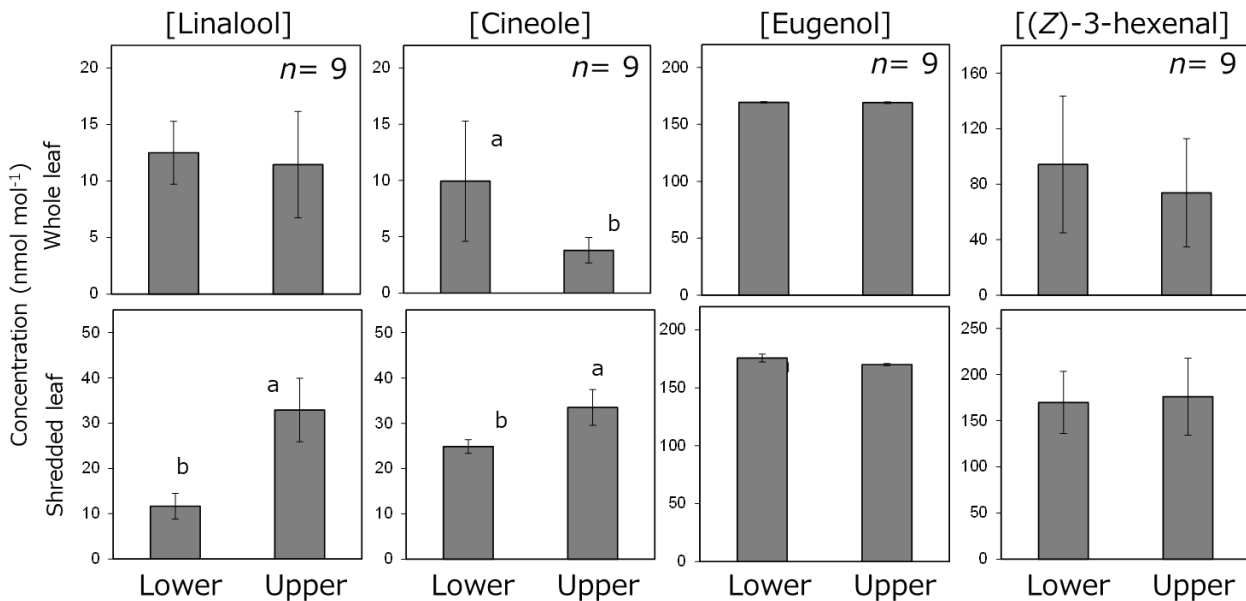 [Linalool] [Cineole] [Eugenol] [(Z)-3-hexenal]
Concentration (nmol mol-1)
Whole leaf
20
15
10
5
0
n= 9
20
15
10
5
0
n= 9
a
b
200
150
100
50
0
n= 9
160
120
80
40
0
n= 9
Shredded leaf
50
40
30
20
10
0
b
a
50
40
30
20
10
0
b
a
200
150
100
50
0
250
200
150
100
50
0
Lower Upper Lower Upper Lower Upper Lower Upper